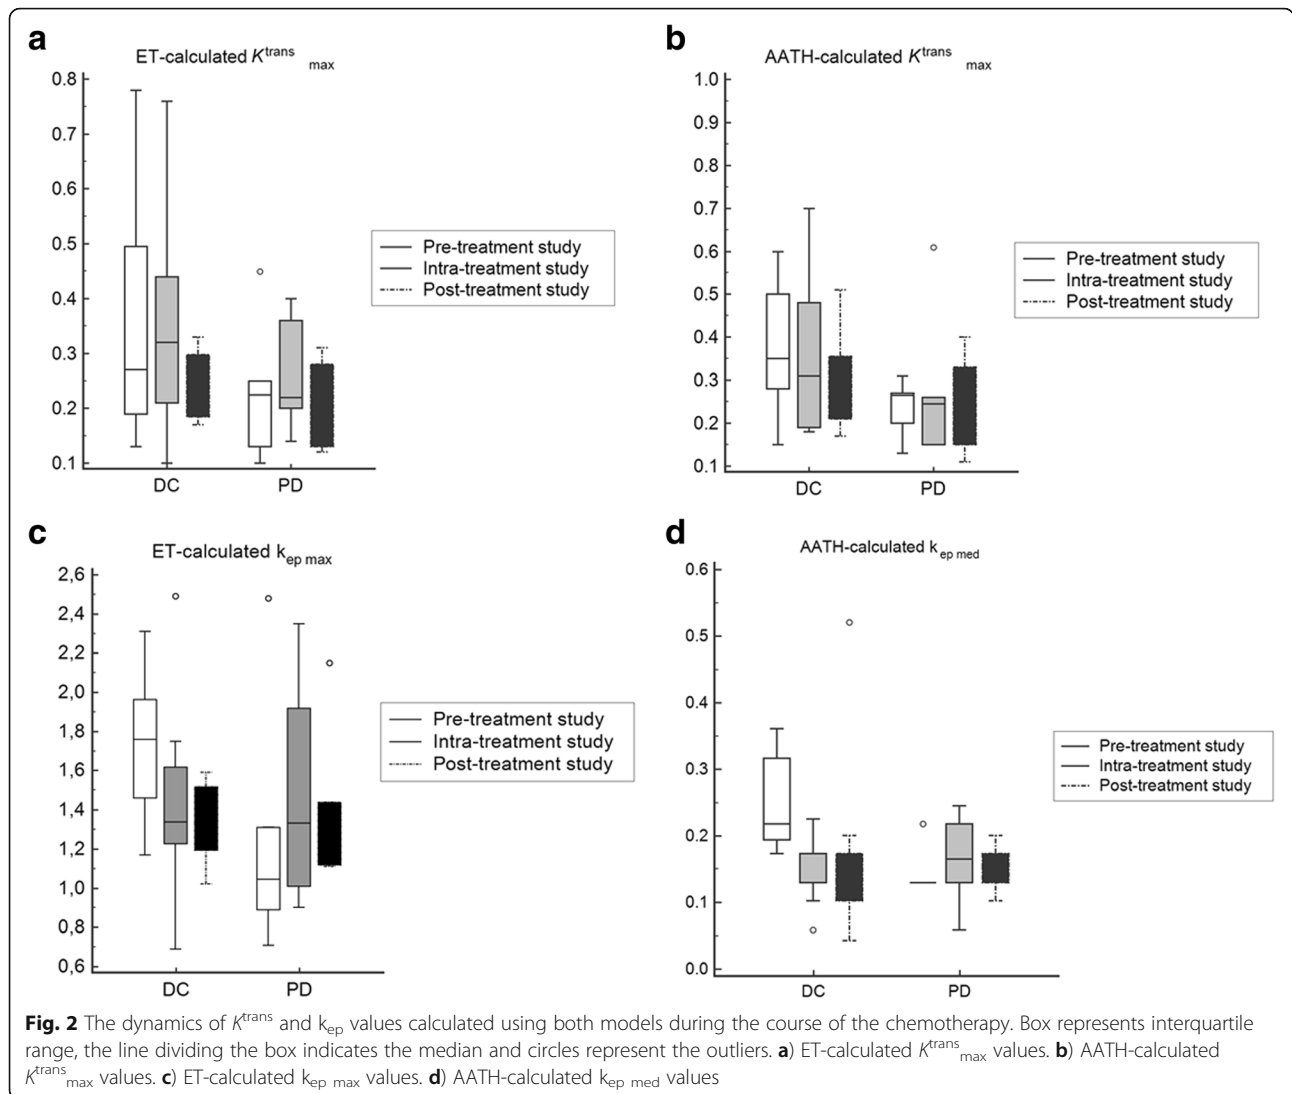 a
ET-calculated Ktrans max
0.8
0.7
0.6
0.5
0.4
0.3
0.2
0.1
DC PD
Pre-treatment study
Intra-treatment study
Post-treatment study
b
AATH-calculated Ktrans max
1.0
0.9
0.8
0.7
0.6
0.5
0.4
0.3
0.2
0.1
DC PD
Pre-treatment study
Intra-treatment study
Post-treatment study
c
ET-calculated kep max
2,6
2,4
2,2
2,0
1,8
1,6
1,4
1,2
1,0
0,8
0,6
DC PD
Pre-treatment study
Intra-treatment study
Post-treatment study
d
AATH-calculated kep med
0.6
0.5
0.4
0.3
0.2
0.1
0.0
DC PD
Pre-treatment study
Intra-treatment study
Post-treatment study
Fig. 2 The dynamics of Ktrans and kep values calculated using both models during the course of the chemotherapy. Box represents interquartile
range, the line dividing the box indicates the median and circles represent the outliers. a) ET-calculated Ktrans max values. b) AATH-calculated
Ktrans max values. c) ET-calculated kep max values. d) AATH-calculated kep med values